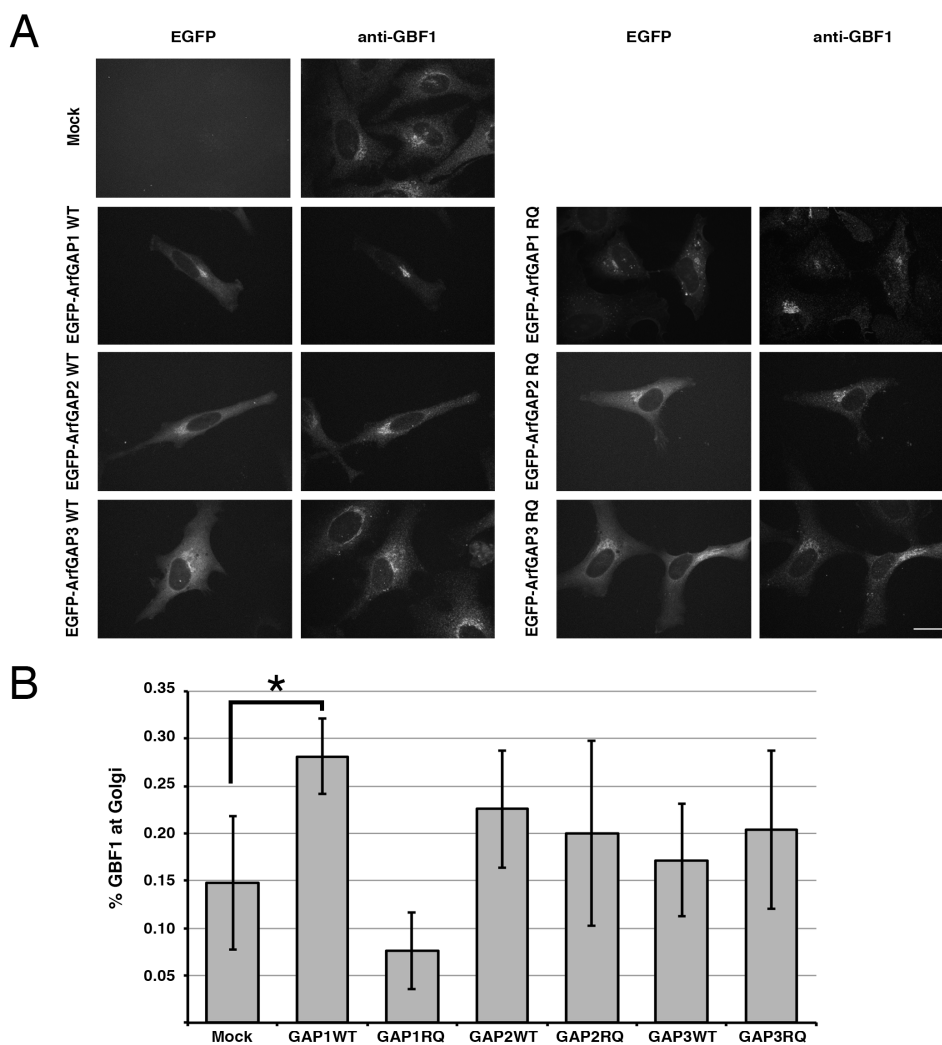 A
EGFP anti-GBF1 EGFP anti-GBF1
Mock
EGFP-ArfGAP1 WT EGFP-ArfGAP1 RQ
EGFP-ArfGAP2 WT EGFP-ArfGAP2 RQ
EGFP-ArfGAP3 WT EGFP-ArfGAP3 RQ
B
% GBF1 at Golgi
*
0.35
0.30
0.25
0.20
0.15
0.10
0.05
Mock GAP1WT GAP1RQ GAP2WT GAP2RQ GAP3WT GAP3RQ